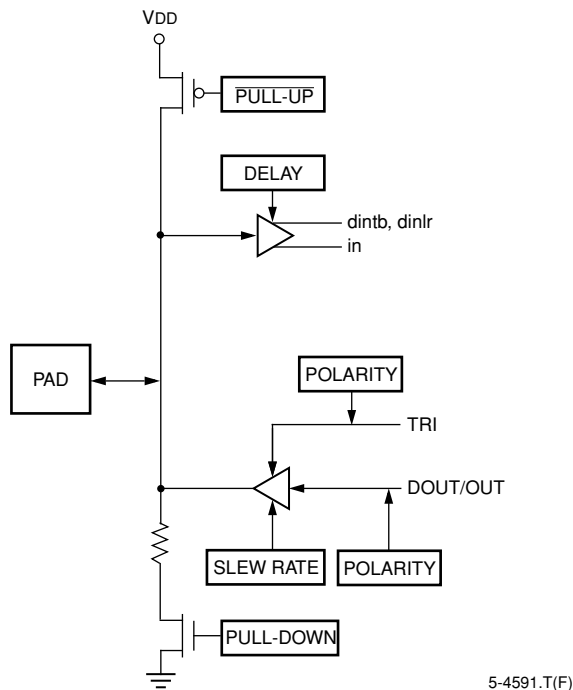 VDD
PULL-UP
DELAY
dintb, dinlr
in
PAD
POLARITY
TRI
DOUT/OUT
SLEW RATE
POLARITY
PULL-DOWN
5-4591.T(F)